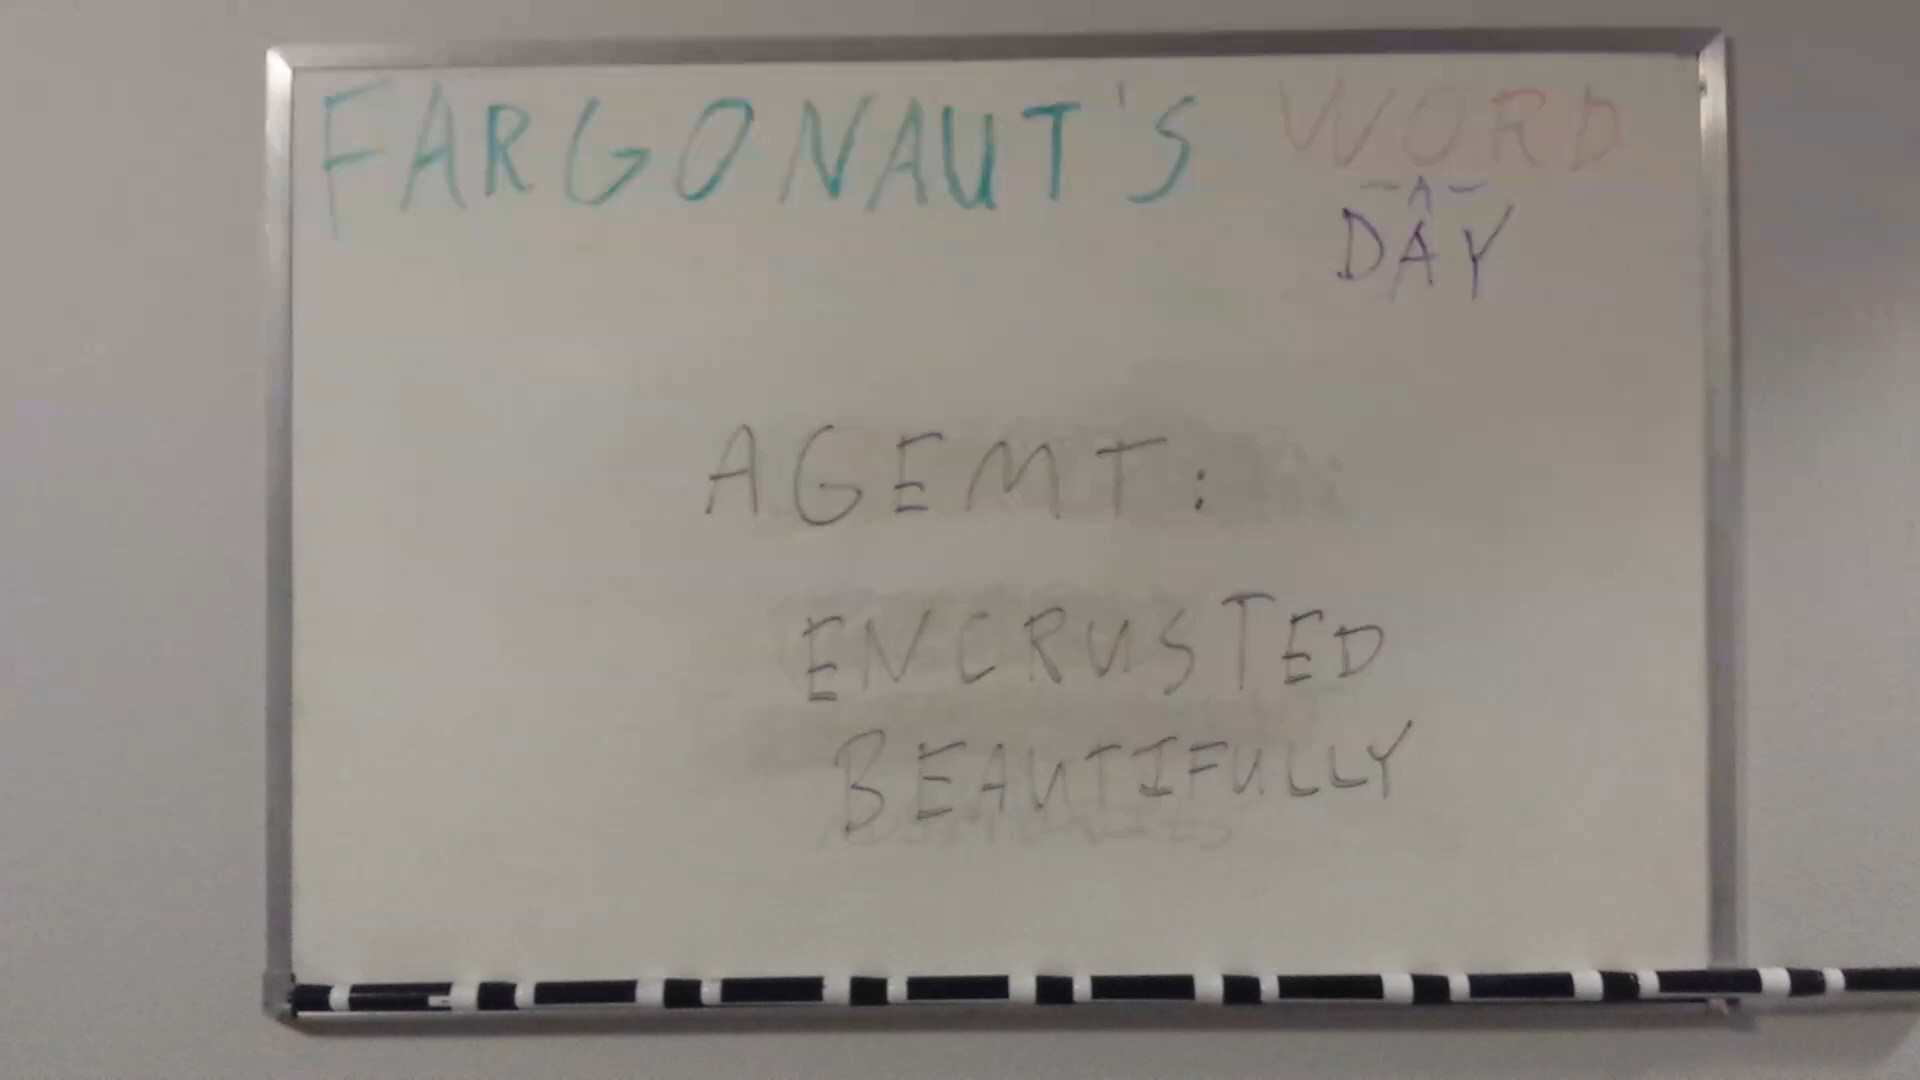 FARGONAUT'S WORD
-A-
DAY
AGEMT:
ENCRUSTED
BEAUTIFULLY